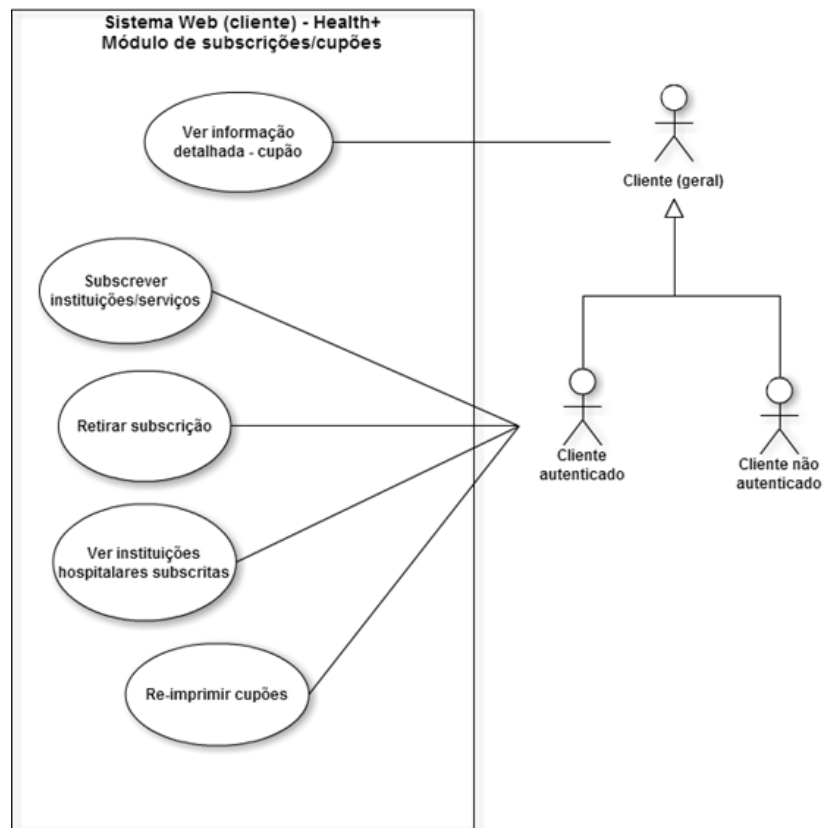 Sistema Web (cliente) - Health+
Módulo de subscrições/cupões
Ver informação
detalhada - cupão
Cliente (geral)
Subscrever
instituições/serviços
Retirar subscrição
Cliente
autenticado
Cliente não
autenticado
Ver instituições
hospitalares subscritas
Re-imprimir cupões